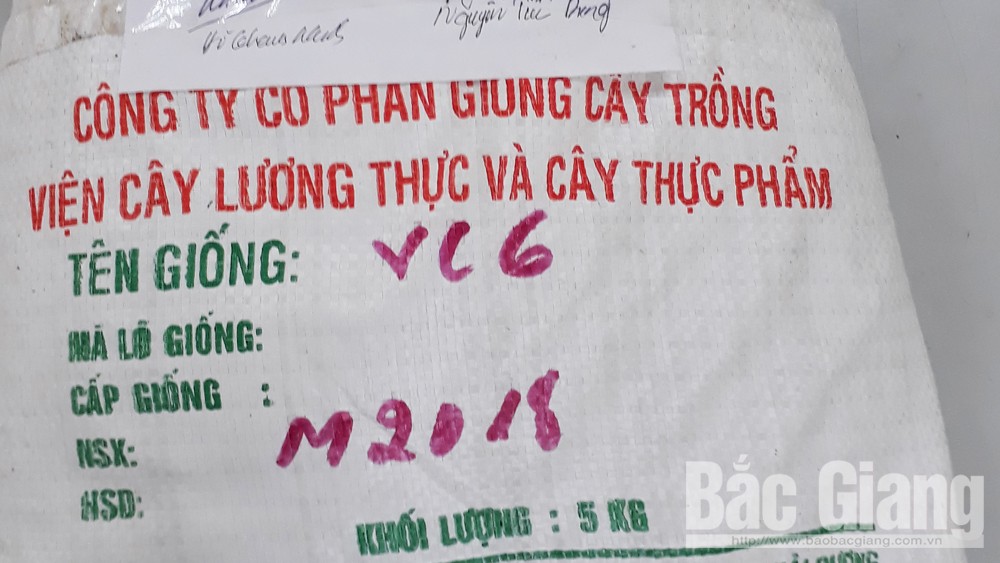 CÔNG TY CỔ PHẦN GIỐNG CÂY TRỒNG
VIỆN CÂY LƯƠNG THỰC VÀ CÂY THỰC PHẨM
TÊN GIỐNG: VC6
MÃ LÔ GIỐNG:
CẤP GIỐNG :
NSX: M2018
HSD:
KHỐI LƯỢNG : 5 KG
Bắc Giang
http://www.baobacgiang.com.vn